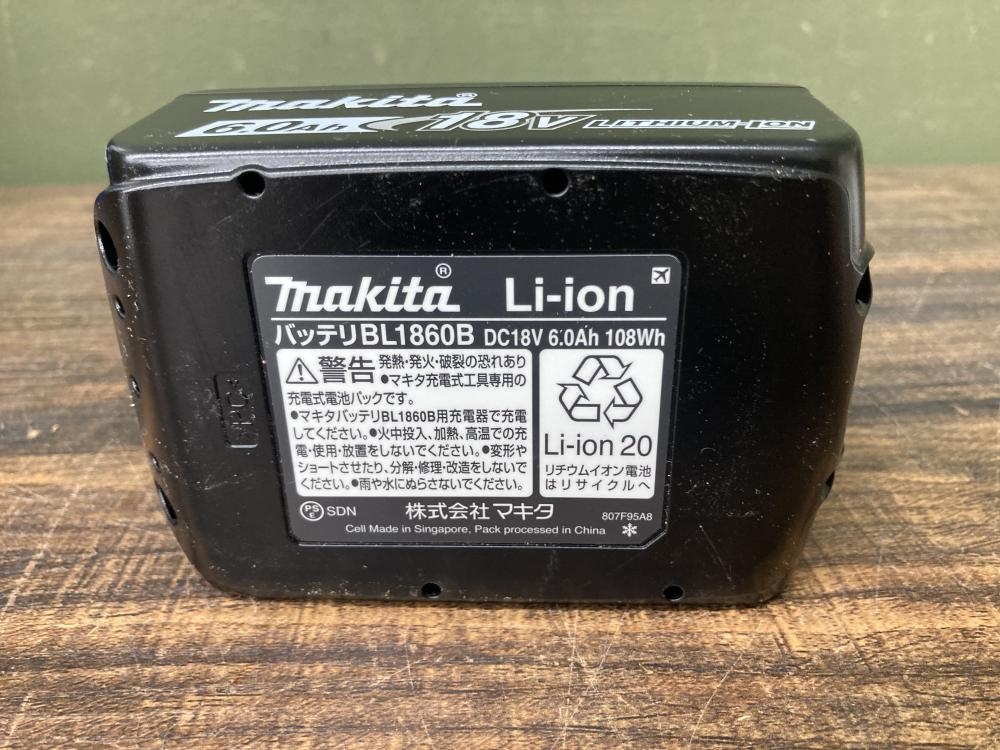 makita®
6.0Ah 18V LITHIUM-ION
makita® Li-ion
バッテリBL1860B DC18V 6.0Ah 108Wh
警告 発熱・発火・破裂の恐れあり
●マキタ充電式工具専用の
充電式電池パックです。
●マキタバッテリBL1860B用充電器で充電
してください。●火中投入、加熱、高温での充
電・使用・放置をしないでください。●変形や
ショートさせたり、分解・修理・改造をしないで
ください。●雨や水にぬらさないでください。
Li-ion 20
リチウムイオン電池
はリサイクルへ
PSE SDN 株式会社マキタ 807F95A8
Cell Made in Singapore, Pack processed in China